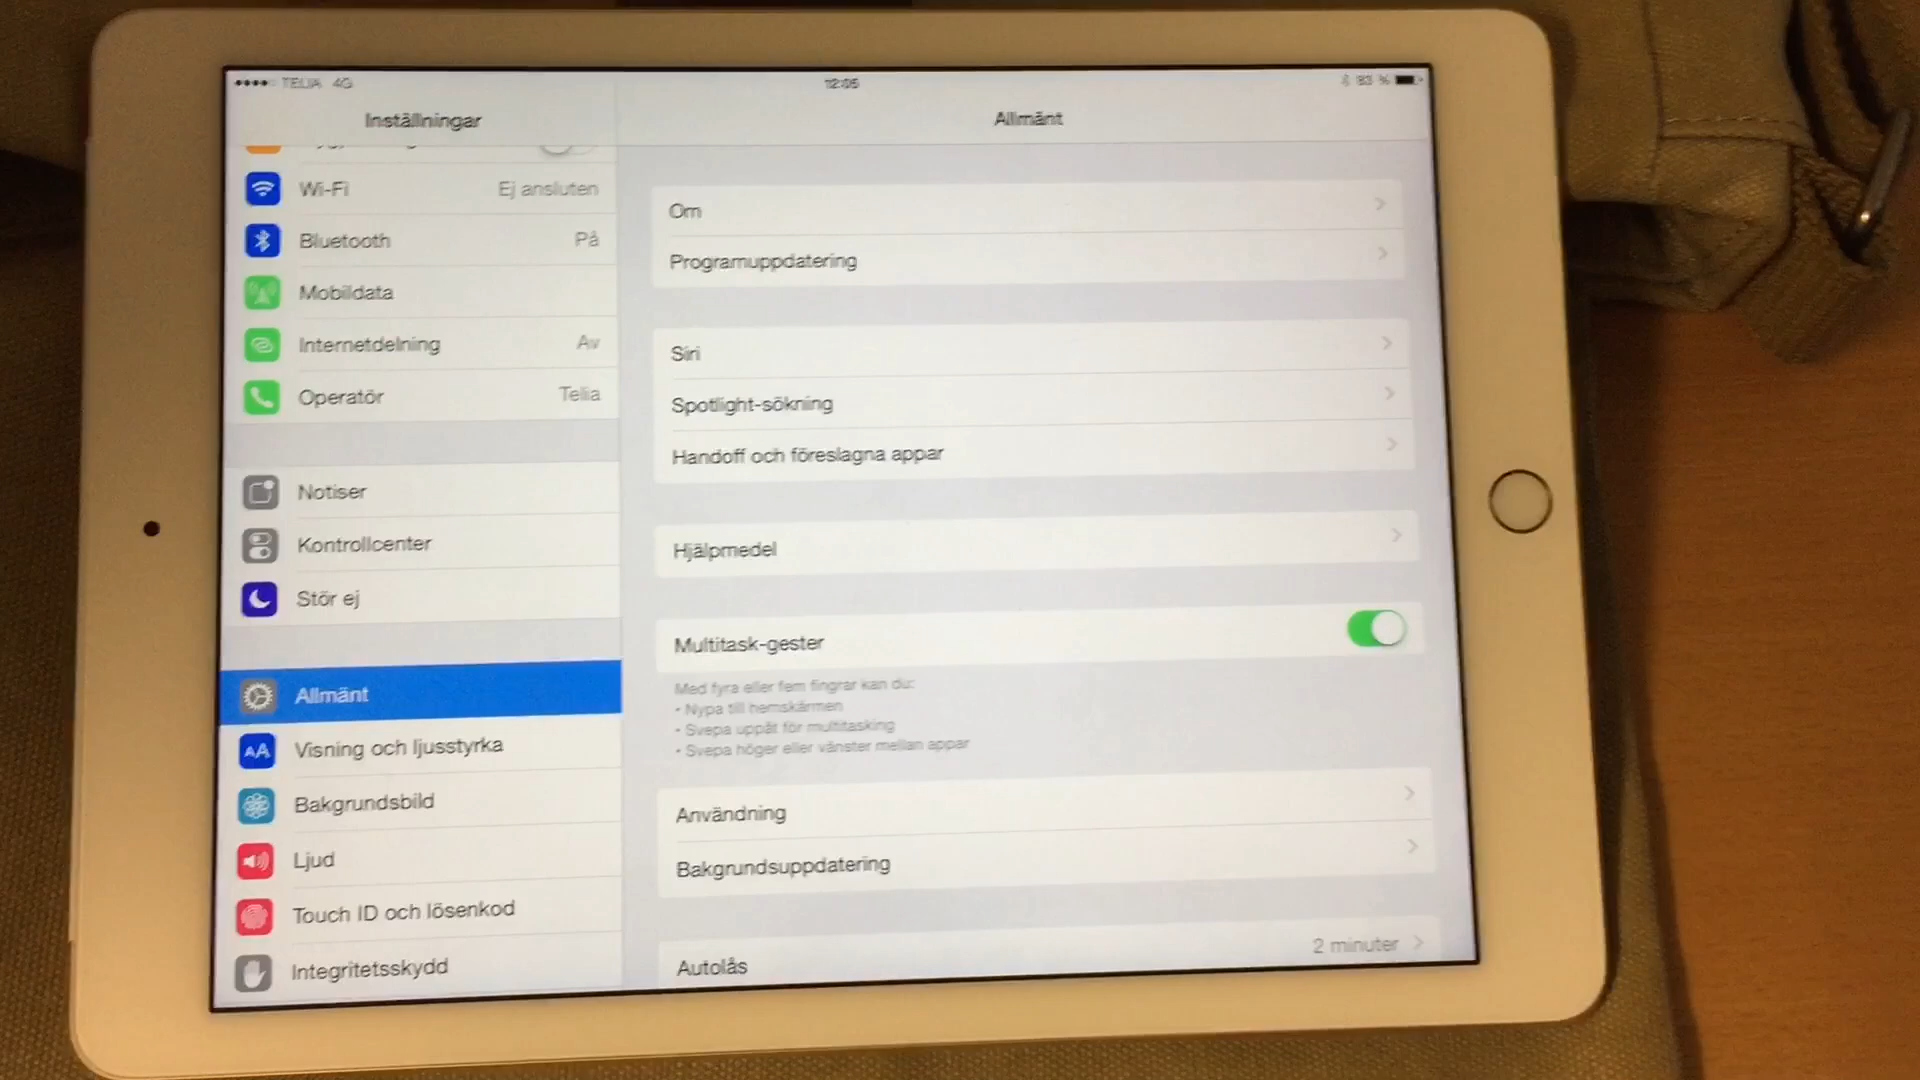 TELIA 4G
12:05
83 %
Inställningar
Wi-Fi
Ej ansluten
Bluetooth
På
Mobildata
Internetdelning
Av
Operatör
Telia
Notiser
Kontrollcenter
Stör ej
Allmänt
AA
Visning och ljusstyrka
Bakgrundsbild
Ljud
Touch ID och lösenkod
Integritetsskydd
Allmänt
Om
Programuppdatering
Siri
Spotlight-sökning
Handoff och föreslagna appar
Hjälpmedel
Multitask-gester
Med fyra eller fem fingrar kan du:
• Nypa till hemskärmen
• Svepa uppåt för multitasking
• Svepa höger eller vänster mellan appar
Användning
Bakgrundsuppdatering
Autolås
2 minuter